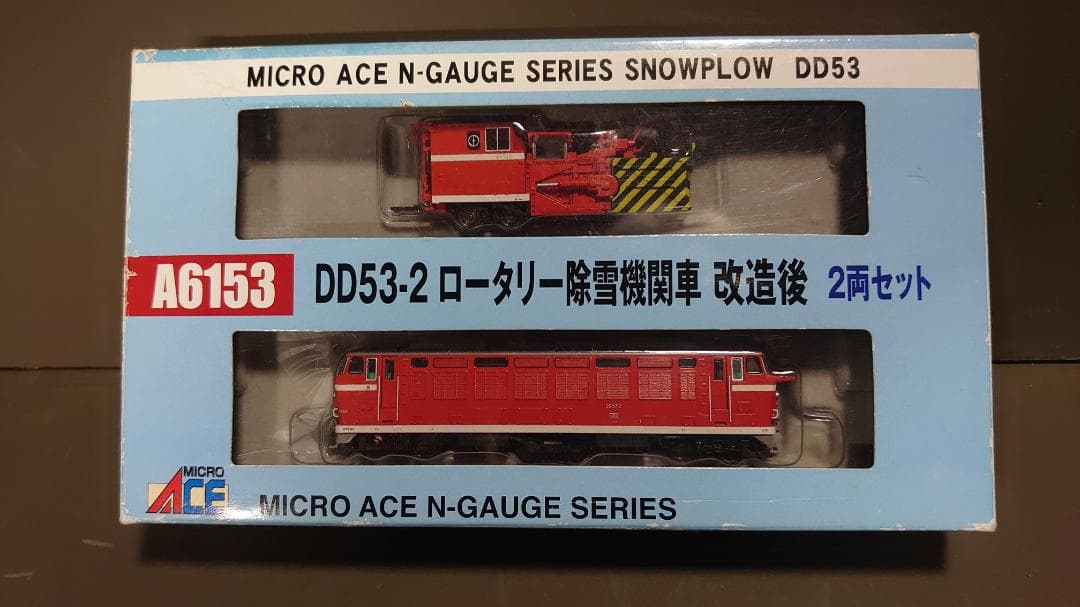 MICRO ACE N-GAUGE SERIES SNOWPLOW DD53
A6153
DD53-2 ロータリー除雪機関車 改造後 2両セット
MICRO
ACE
MICRO ACE N-GAUGE SERIES